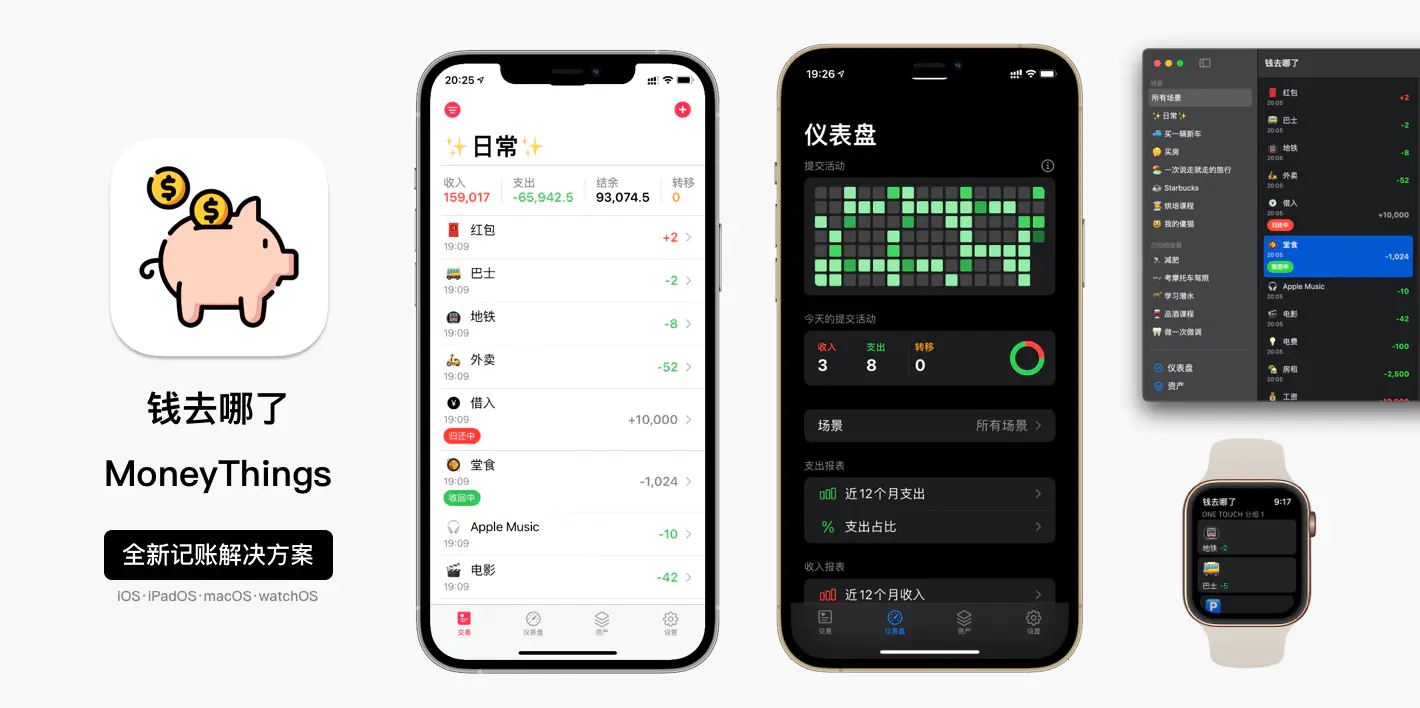 钱去哪了
MoneyThings
全新记账解决方案
iOS·iPadOS·macOS·watchOS
20:25
✨日常✨
收入 支出 结余 转移
159,017 -65,942.5 93,074.5 0
红包
19:09
+2
巴士
19:09
-2
地铁
19:09
-8
外卖
19:09
-52
借入
19:09
+10,000
归还中
堂食
19:09
-1,024
收回中
Apple Music
19:09
-10
电影
19:09
-42
交易 仪表盘 资产 设置
19:26
仪表盘
提交活动
今天的提交活动
收入 支出 转移
3 8 0
场景 所有场景
支出报表
近12个月支出
支出占比
收入报表
近12个月收入
交易 仪表盘 资产 设置
场景
所有场景
✨日常✨
买一辆新车
买房
一次说走就走的旅行
Starbucks
烘培课程
我的傻猫
已归档场景
减肥
考摩托车驾照
学习潜水
品酒课程
做一次微调
仪表盘
资产
钱去哪了
红包
20:05
+2
巴士
20:05
-2
地铁
20:05
-8
外卖
20:05
-52
借入
20:05
+10,000
归还中
堂食
20:05
-1,024
收回中
Apple Music
20:05
-10
电影
20:05
-42
电费
20:05
-100
房租
20:05
-2,500
工资
钱去哪了 9:17
ONE TOUCH 分组 1
地铁 -2
巴士 -5
P